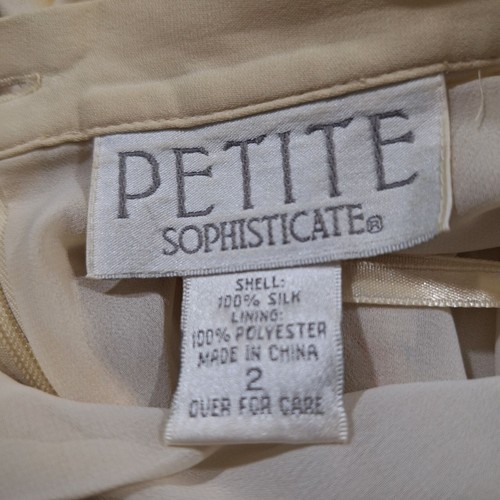 PETITE
SOPHISTICATE®
SHELL:
100% SILK
LINING:
100% POLYESTER
MADE IN CHINA
2
OVER FOR CARE